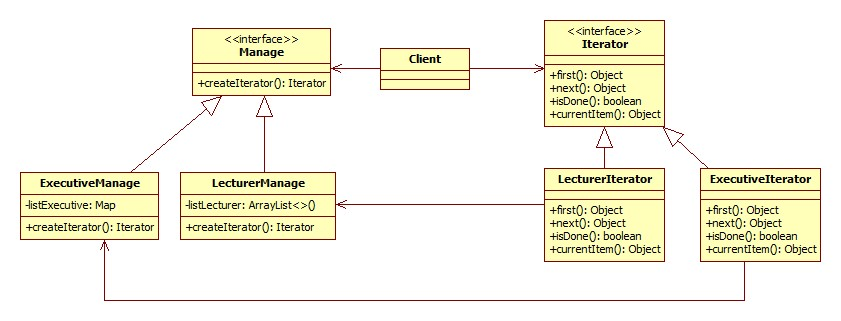 <<interface>>
Manage
+createIterator(): Iterator
Client
<<interface>>
Iterator
+first(): Object
+next(): Object
+isDone(): boolean
+currentItem(): Object
ExecutiveManage
-listExecutive: Map
+createIterator(): Iterator
LecturerManage
-listLecturer: ArrayList<>()
+createIterator(): Iterator
LecturerIterator
+first(): Object
+next(): Object
+isDone(): boolean
+currentItem(): Object
ExecutiveIterator
+first(): Object
+next(): Object
+isDone(): boolean
+currentItem(): Object